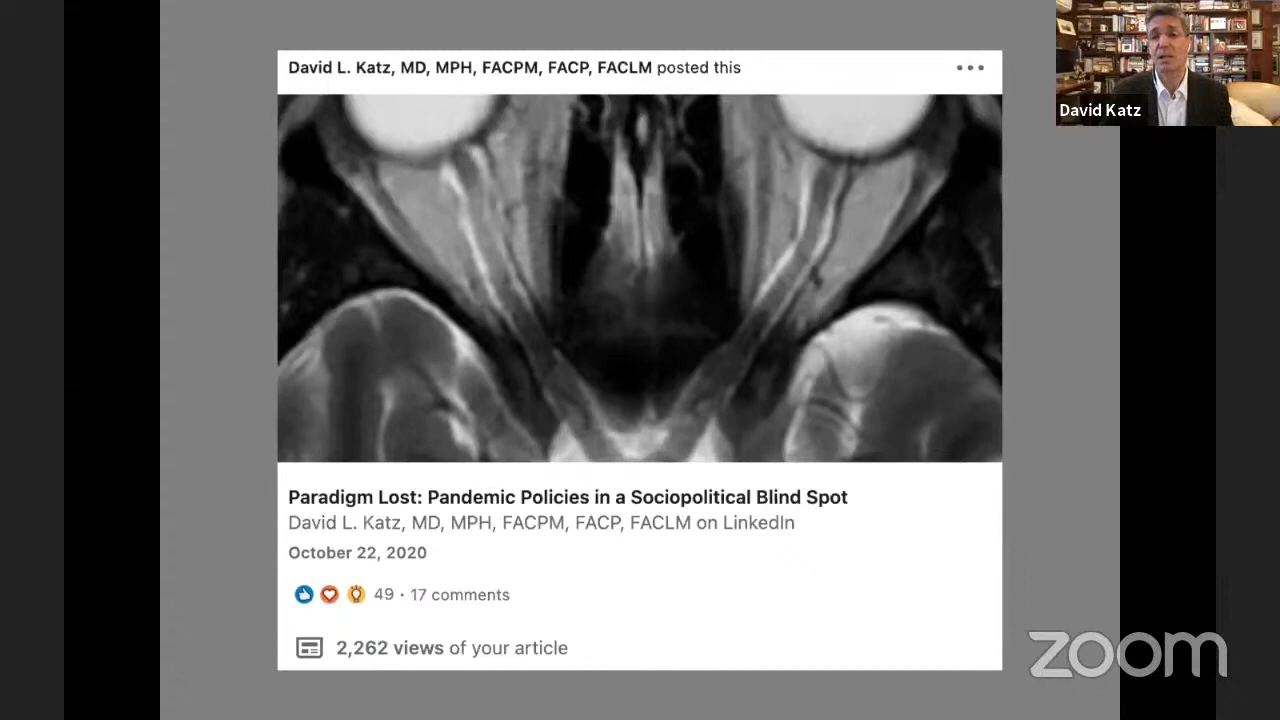 David L. Katz, MD, MPH, FACPM, FACP, FACLM posted this
David Katz
Paradigm Lost: Pandemic Policies in a Sociopolitical Blind Spot
David L. Katz, MD, MPH, FACPM, FACP, FACLM on LinkedIn
October 22, 2020
49 · 17 comments
2,262 views of your article
zoom